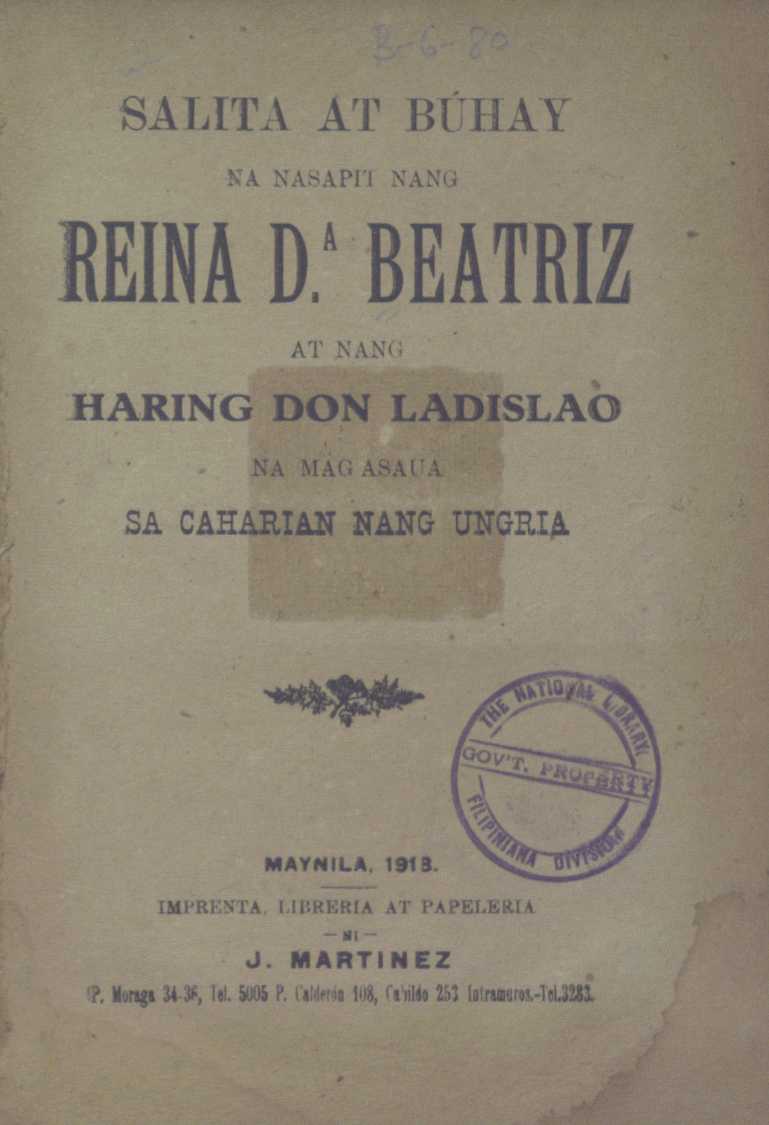 B-6-80
SALITA AT BÚHAY
NA NASAPIT NANG
REINA D.ᴬ BEATRIZ
AT NANG
HARING DON LADISLAO
NA MAG ASAUA
SA CAHARIAN NANG UNGRIA
THE NATIONAL LIBRARY
GOV'T. PROPERTY
FILIPINIANA DIVISION
MAYNILA, 1918.
IMPRENTA, LIBRERIA AT PAPELERIA
— NI —
J. MARTINEZ
P. Moraga 34-36, Tel. 5005 P. Calderón 108, Cabildo 253 Intramuros.-Tel.3283.